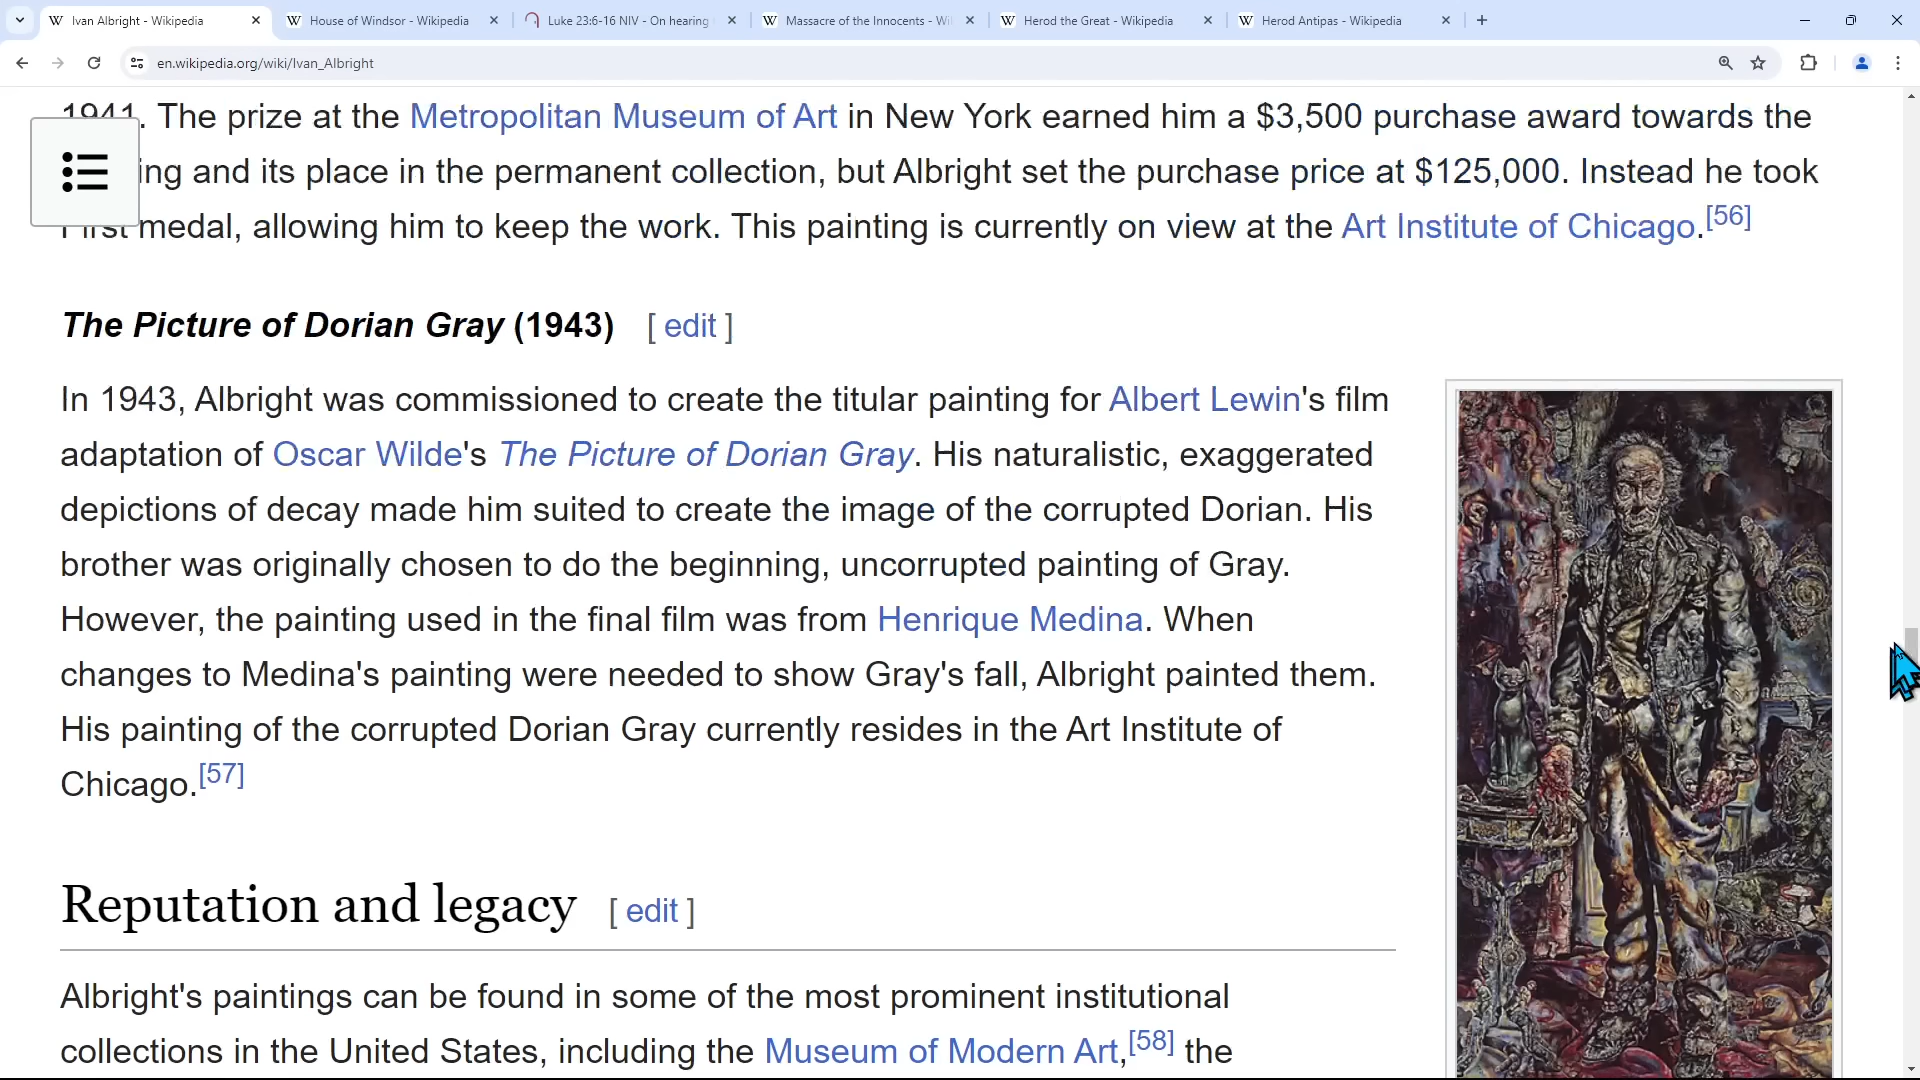 Ivan Albright - Wikipedia
House of Windsor - Wikipedia
Luke 23:6-16 NIV - On hearing
Massacre of the Innocents - Wi
Herod the Great - Wikipedia
Herod Antipas - Wikipedia
en.wikipedia.org/wiki/Ivan_Albright
1941. The prize at the Metropolitan Museum of Art in New York earned him a $3,500 purchase award towards the
ing and its place in the permanent collection, but Albright set the purchase price at $125,000. Instead he took
First medal, allowing him to keep the work. This painting is currently on view at the Art Institute of Chicago.[56]
The Picture of Dorian Gray (1943) [ edit ]
In 1943, Albright was commissioned to create the titular painting for Albert Lewin's film
adaptation of Oscar Wilde's The Picture of Dorian Gray. His naturalistic, exaggerated
depictions of decay made him suited to create the image of the corrupted Dorian. His
brother was originally chosen to do the beginning, uncorrupted painting of Gray.
However, the painting used in the final film was from Henrique Medina. When
changes to Medina's painting were needed to show Gray's fall, Albright painted them.
His painting of the corrupted Dorian Gray currently resides in the Art Institute of
Chicago.[57]
Reputation and legacy [ edit ]
Albright's paintings can be found in some of the most prominent institutional
collections in the United States, including the Museum of Modern Art,[58] the